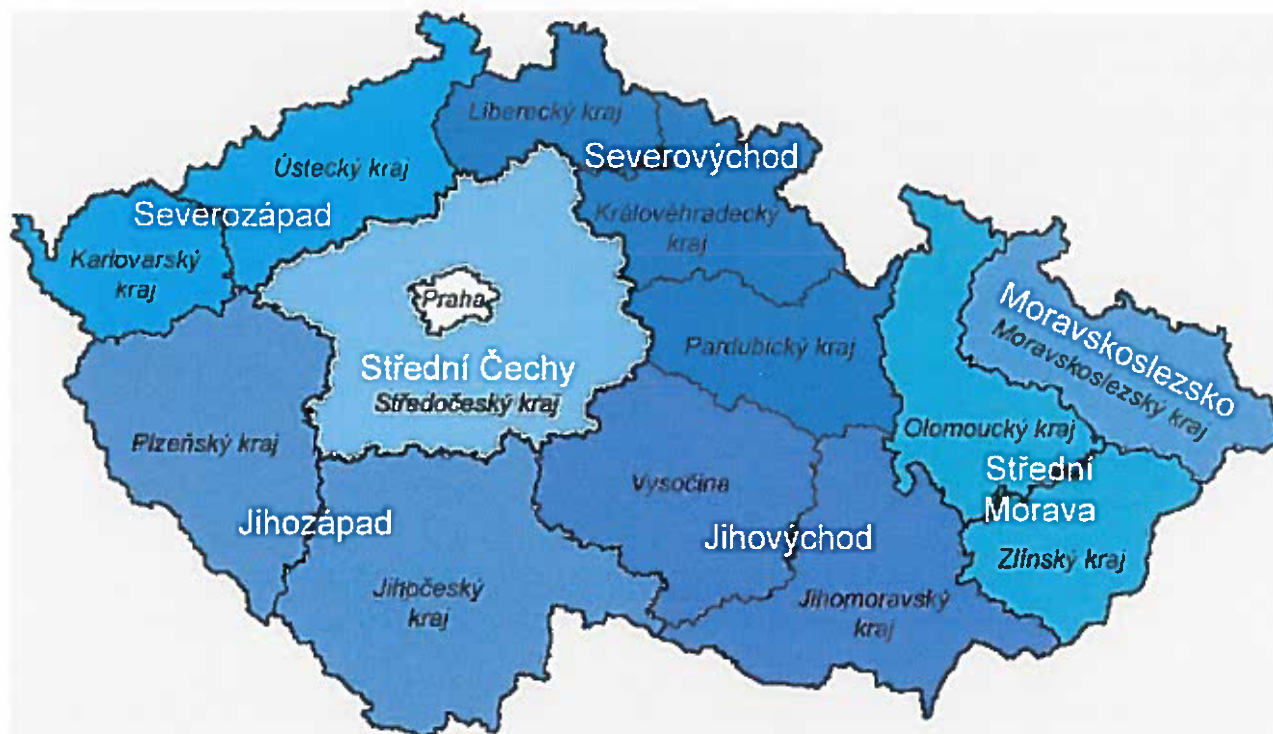 Liberecký kraj
Severovýchod
Ústecký kraj
Severozápad
Královéhradecký
kraj
Karlovarský
kraj
Praha
Moravskoslezsko
Moravskoslezský kraj
Pardubický kraj
Střední Čechy
Středočeský kraj
Plzeňský kraj
Olomoucký kraj
Střední
Morava
Vysočina
Jihozápad
Jihovýchod
Zlínský kraj
Jihočeský
kraj
Jihomoravský
kraj